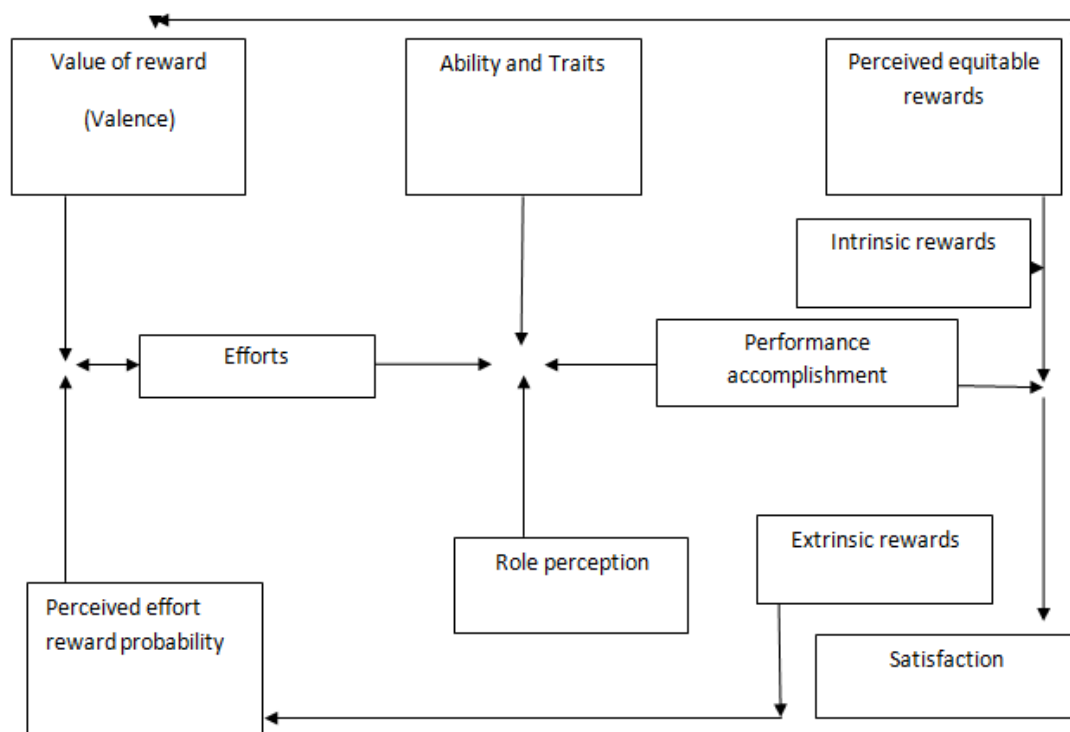 Value of reward
(Valence)
Ability and Traits
Perceived equitable
rewards
Intrinsic rewards
Efforts
Performance
accomplishment
Extrinsic rewards
Role perception
Perceived effort
reward probability
Satisfaction